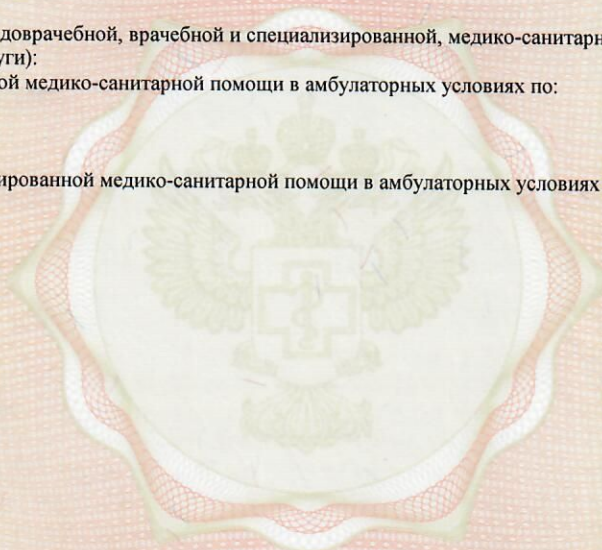 доврачебной, врачебной и специализированной, медико-санитарн
уги):
ой медико-санитарной помощи в амбулаторных условиях по:
ированной медико-санитарной помощи в амбулаторных условиях